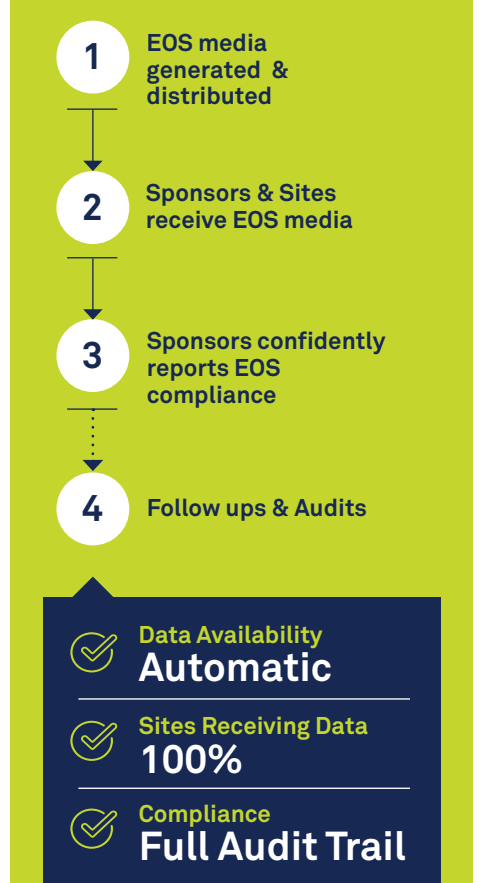 1
EOS media
generated &
distributed
2
Sponsors & Sites
receive EOS media
3
Sponsors confidently
reports EOS
compliance
4
Follow ups & Audits
Data Availability
Automatic
Sites Receiving Data
100%
Compliance
Full Audit Trail